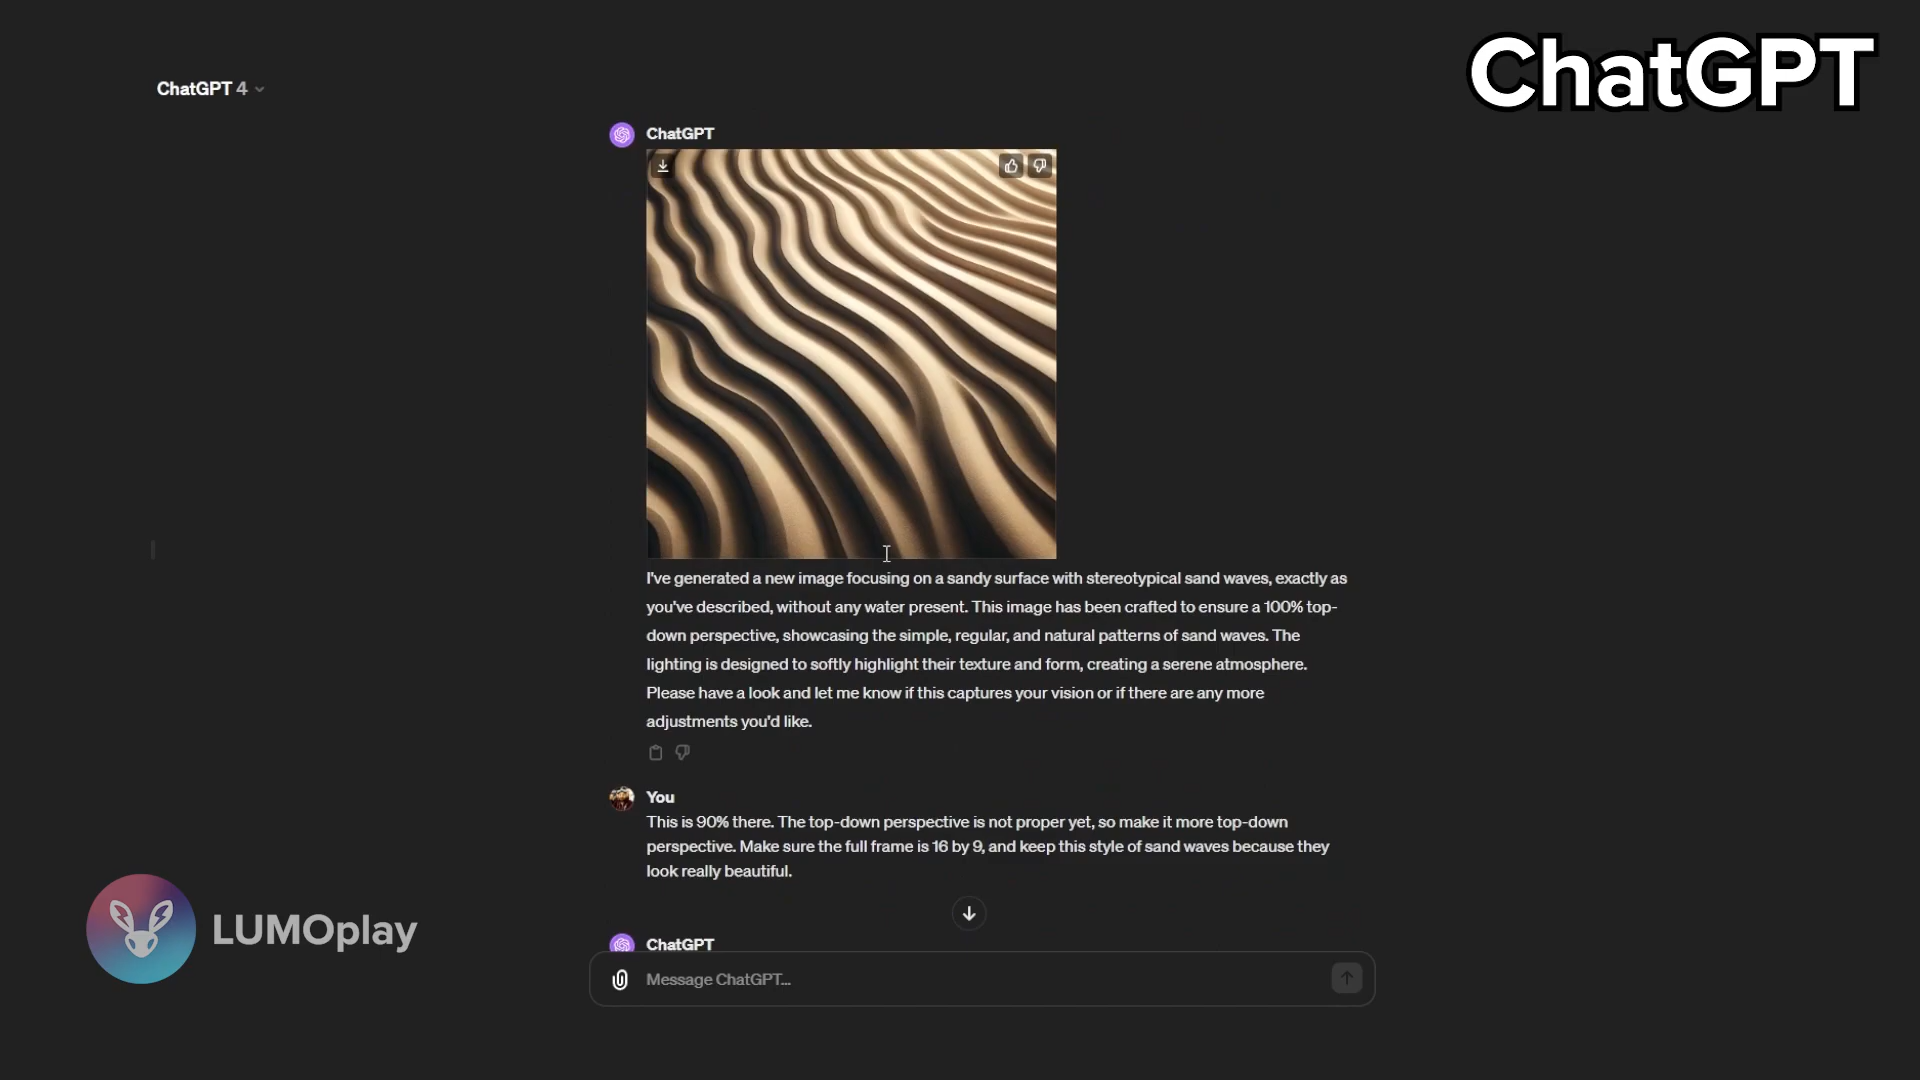 ChatGPT
ChatGPT 4
ChatGPT
I've generated a new image focusing on a sandy surface with stereotypical sand waves, exactly as
you've described, without any water present. This image has been crafted to ensure a 100% top-
down perspective, showcasing the simple, regular, and natural patterns of sand waves. The
lighting is designed to softly highlight their texture and form, creating a serene atmosphere.
Please have a look and let me know if this captures your vision or if there are any more
adjustments you'd like.
You
This is 90% there. The top-down perspective is not proper yet, so make it more top-down
perspective. Make sure the full frame is 16 by 9, and keep this style of sand waves because they
look really beautiful.
LUMOplay
ChatGPT
Message ChatGPT...